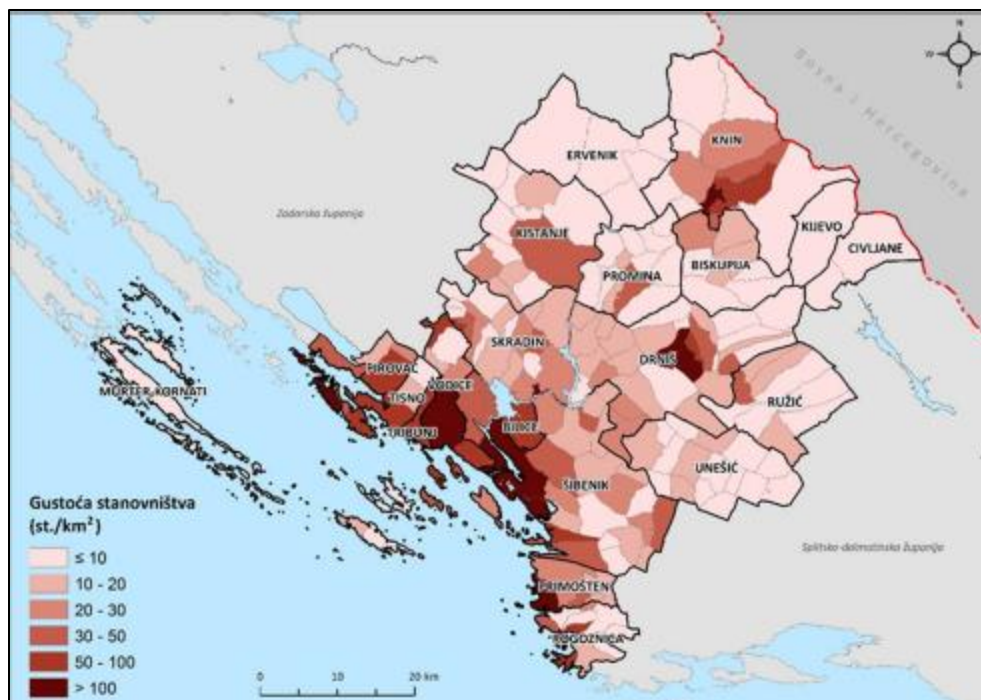 N
W
E
S
Bosna i Hercegovina
KNIN
ERVENIK
Zadarska županija
KISTANJE
KIJEVO
CIVLJANE
BISKUPIJA
PROMINA
SKRADIN
DRNIŠ
PIROVAC
VODICE
MURTER-KORNATI
TISNO
RUŽIĆ
TRIBUNJ
BILICE
UNEŠIĆ
ŠIBENIK
Gustoća stanovništva
(st./km²)
Splitsko-dalmatinska županija
≤ 10
10 - 20
PRIMOŠTEN
20 - 30
30 - 50
ROGOZNICA
50 - 100
0 10 20 km
> 100